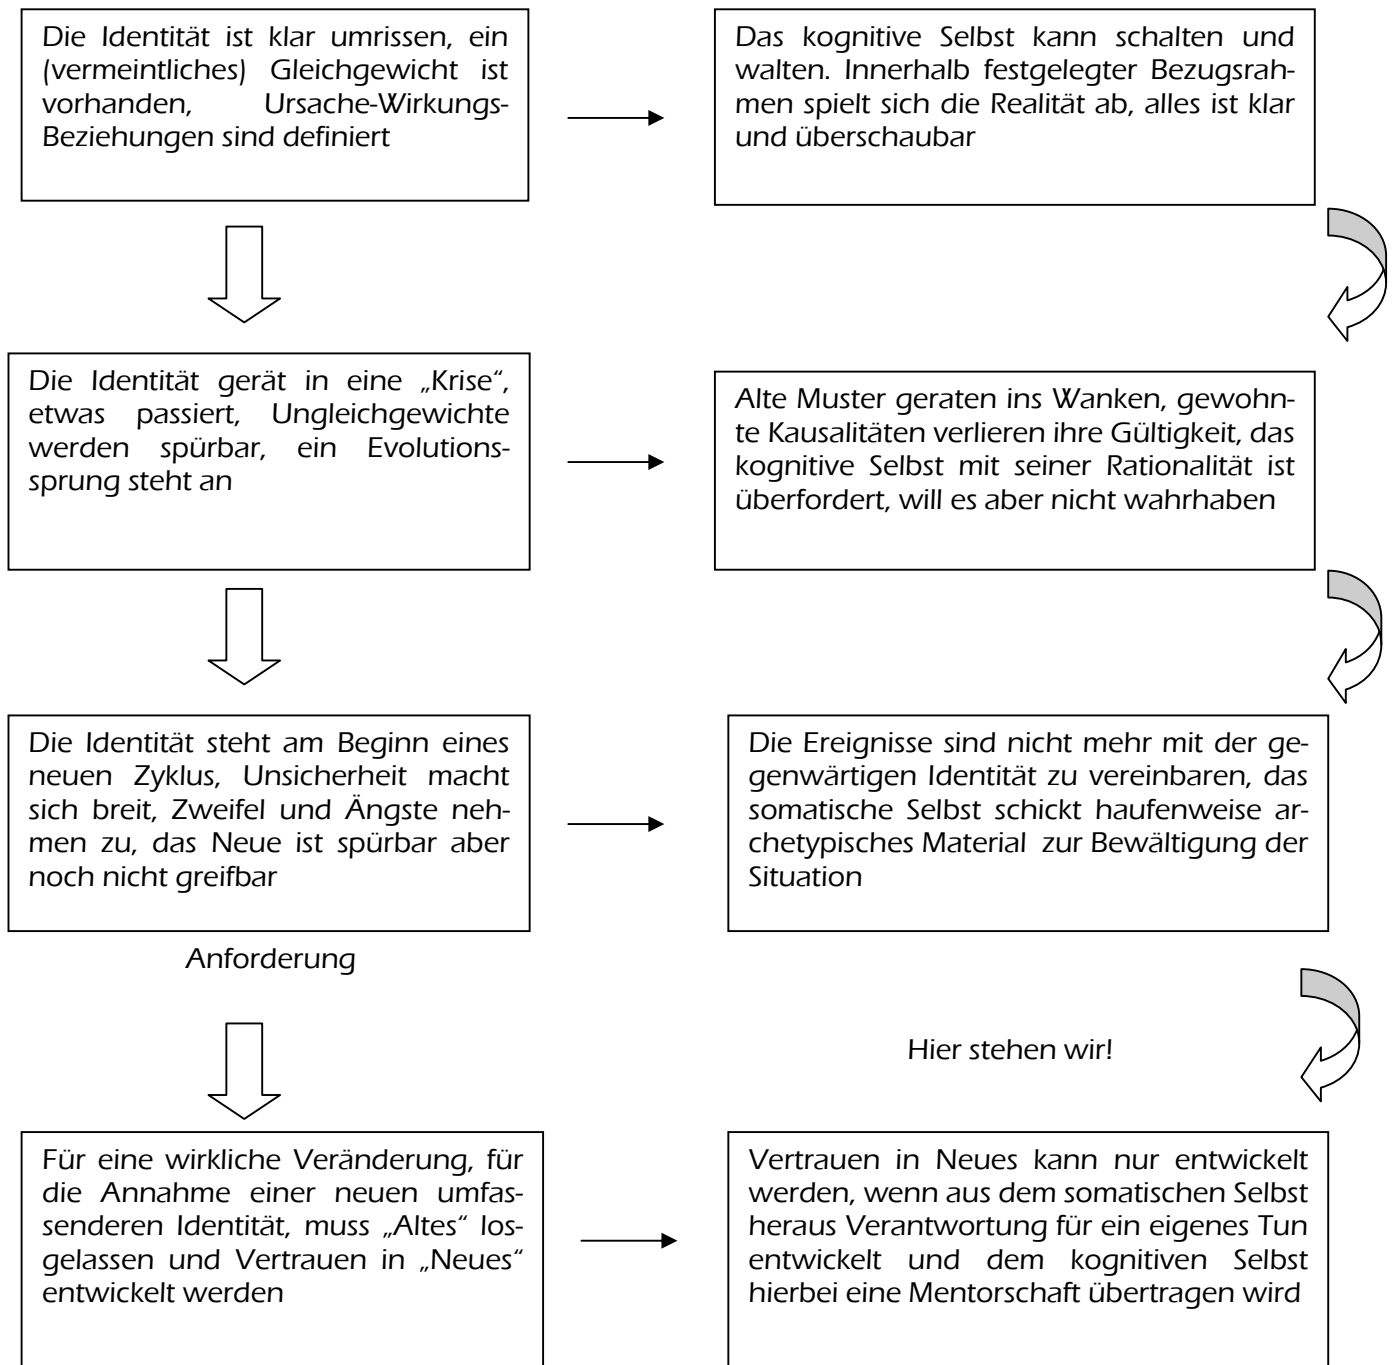 Die Identität ist klar umrissen, ein
(vermeintliches) Gleichgewicht ist
vorhanden, Ursache-Wirkungs-
Beziehungen sind definiert
Das kognitive Selbst kann schalten und
walten. Innerhalb festgelegter Bezugsrah-
men spielt sich die Realität ab, alles ist klar
und überschaubar
Die Identität gerät in eine „Krise“,
etwas passiert, Ungleichgewichte
werden spürbar, ein Evolutions-
sprung steht an
Alte Muster geraten ins Wanken, gewohn-
te Kausalitäten verlieren ihre Gültigkeit, das
kognitive Selbst mit seiner Rationalität ist
überfordert, will es aber nicht wahrhaben
Die Identität steht am Beginn eines
neuen Zyklus, Unsicherheit macht
sich breit, Zweifel und Ängste neh-
men zu, das Neue ist spürbar aber
noch nicht greifbar
Die Ereignisse sind nicht mehr mit der ge-
genwärtigen Identität zu vereinbaren, das
somatische Selbst schickt haufenweise ar-
chetypisches Material zur Bewältigung der
Situation
Anforderung
Hier stehen wir!
Für eine wirkliche Veränderung, für
die Annahme einer neuen umfas-
senderen Identität, muss „Altes“ los-
gelassen und Vertrauen in „Neues“
entwickelt werden
Vertrauen in Neues kann nur entwickelt
werden, wenn aus dem somatischen Selbst
heraus Verantwortung für ein eigenes Tun
entwickelt und dem kognitiven Selbst
hierbei eine Mentorschaft übertragen wird